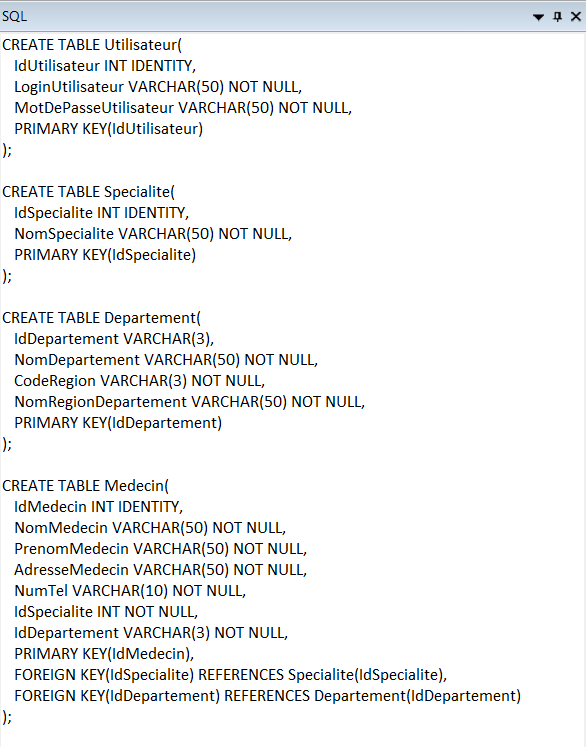 SQL
CREATE TABLE Utilisateur(
   IdUtilisateur INT IDENTITY,
   LoginUtilisateur VARCHAR(50) NOT NULL,
   MotDePasseUtilisateur VARCHAR(50) NOT NULL,
   PRIMARY KEY(IdUtilisateur)
);

CREATE TABLE Specialite(
   IdSpecialite INT IDENTITY,
   NomSpecialite VARCHAR(50) NOT NULL,
   PRIMARY KEY(IdSpecialite)
);

CREATE TABLE Departement(
   IdDepartement VARCHAR(3),
   NomDepartement VARCHAR(50) NOT NULL,
   CodeRegion VARCHAR(3) NOT NULL,
   NomRegionDepartement VARCHAR(50) NOT NULL,
   PRIMARY KEY(IdDepartement)
);

CREATE TABLE Medecin(
   IdMedecin INT IDENTITY,
   NomMedecin VARCHAR(50) NOT NULL,
   PrenomMedecin VARCHAR(50) NOT NULL,
   AdresseMedecin VARCHAR(50) NOT NULL,
   NumTel VARCHAR(10) NOT NULL,
   IdSpecialite INT NOT NULL,
   IdDepartement VARCHAR(3) NOT NULL,
   PRIMARY KEY(IdMedecin),
   FOREIGN KEY(IdSpecialite) REFERENCES Specialite(IdSpecialite),
   FOREIGN KEY(IdDepartement) REFERENCES Departement(IdDepartement)
);